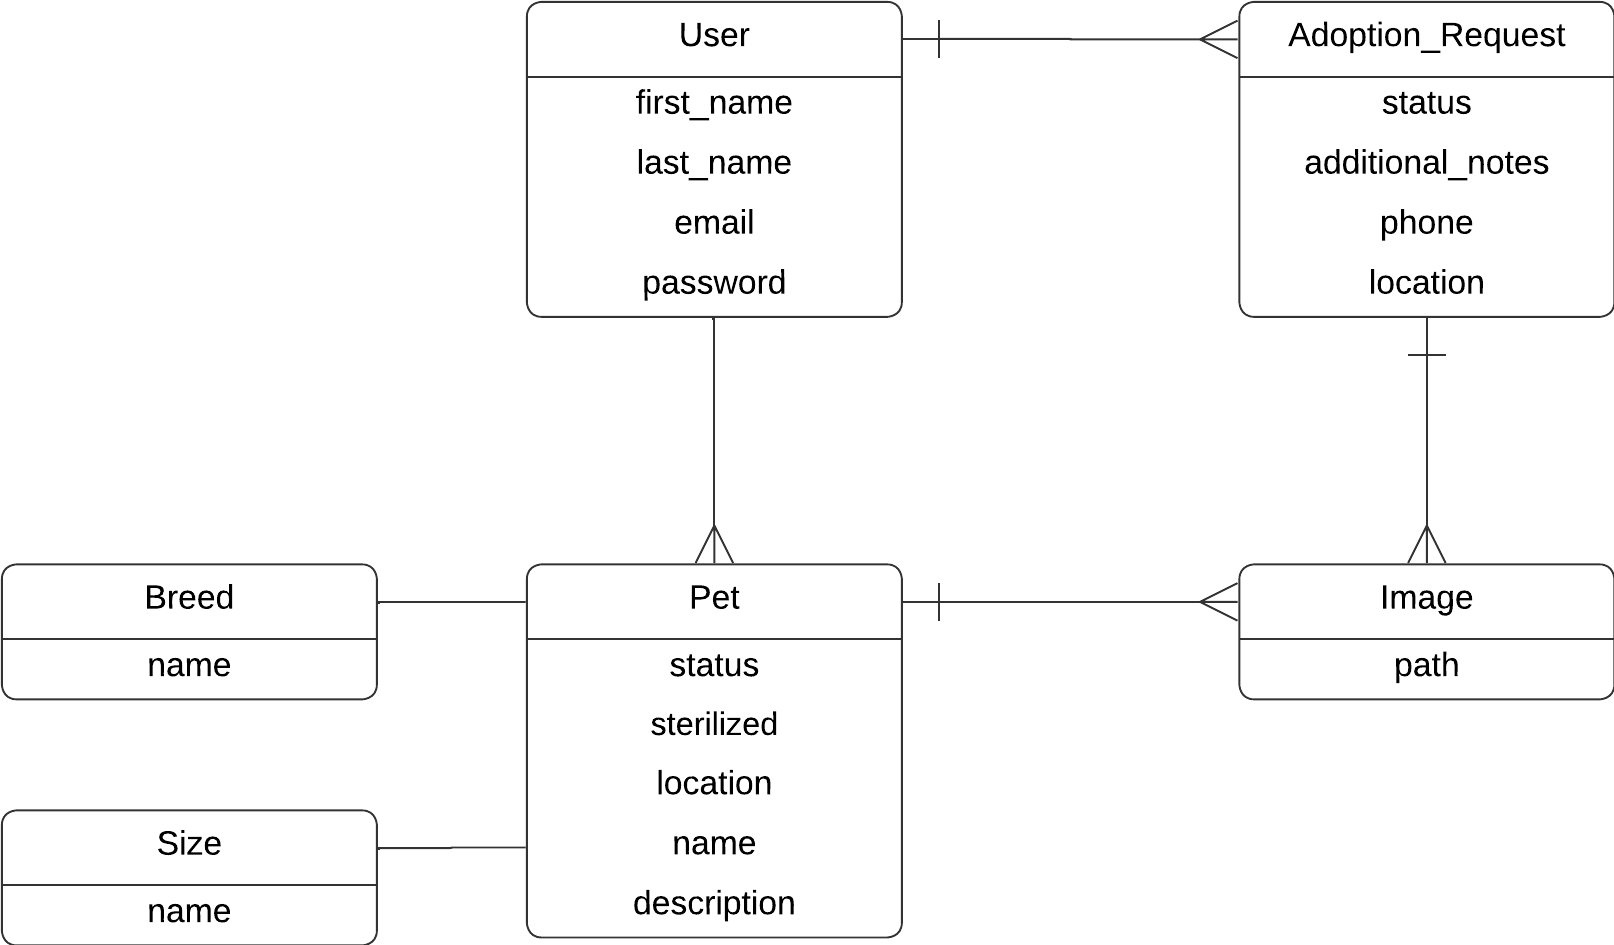 User
first_name
last_name
email
password
Adoption_Request
status
additional_notes
phone
location
Breed
name
Pet
status
sterilized
location
name
description
Image
path
Size
name